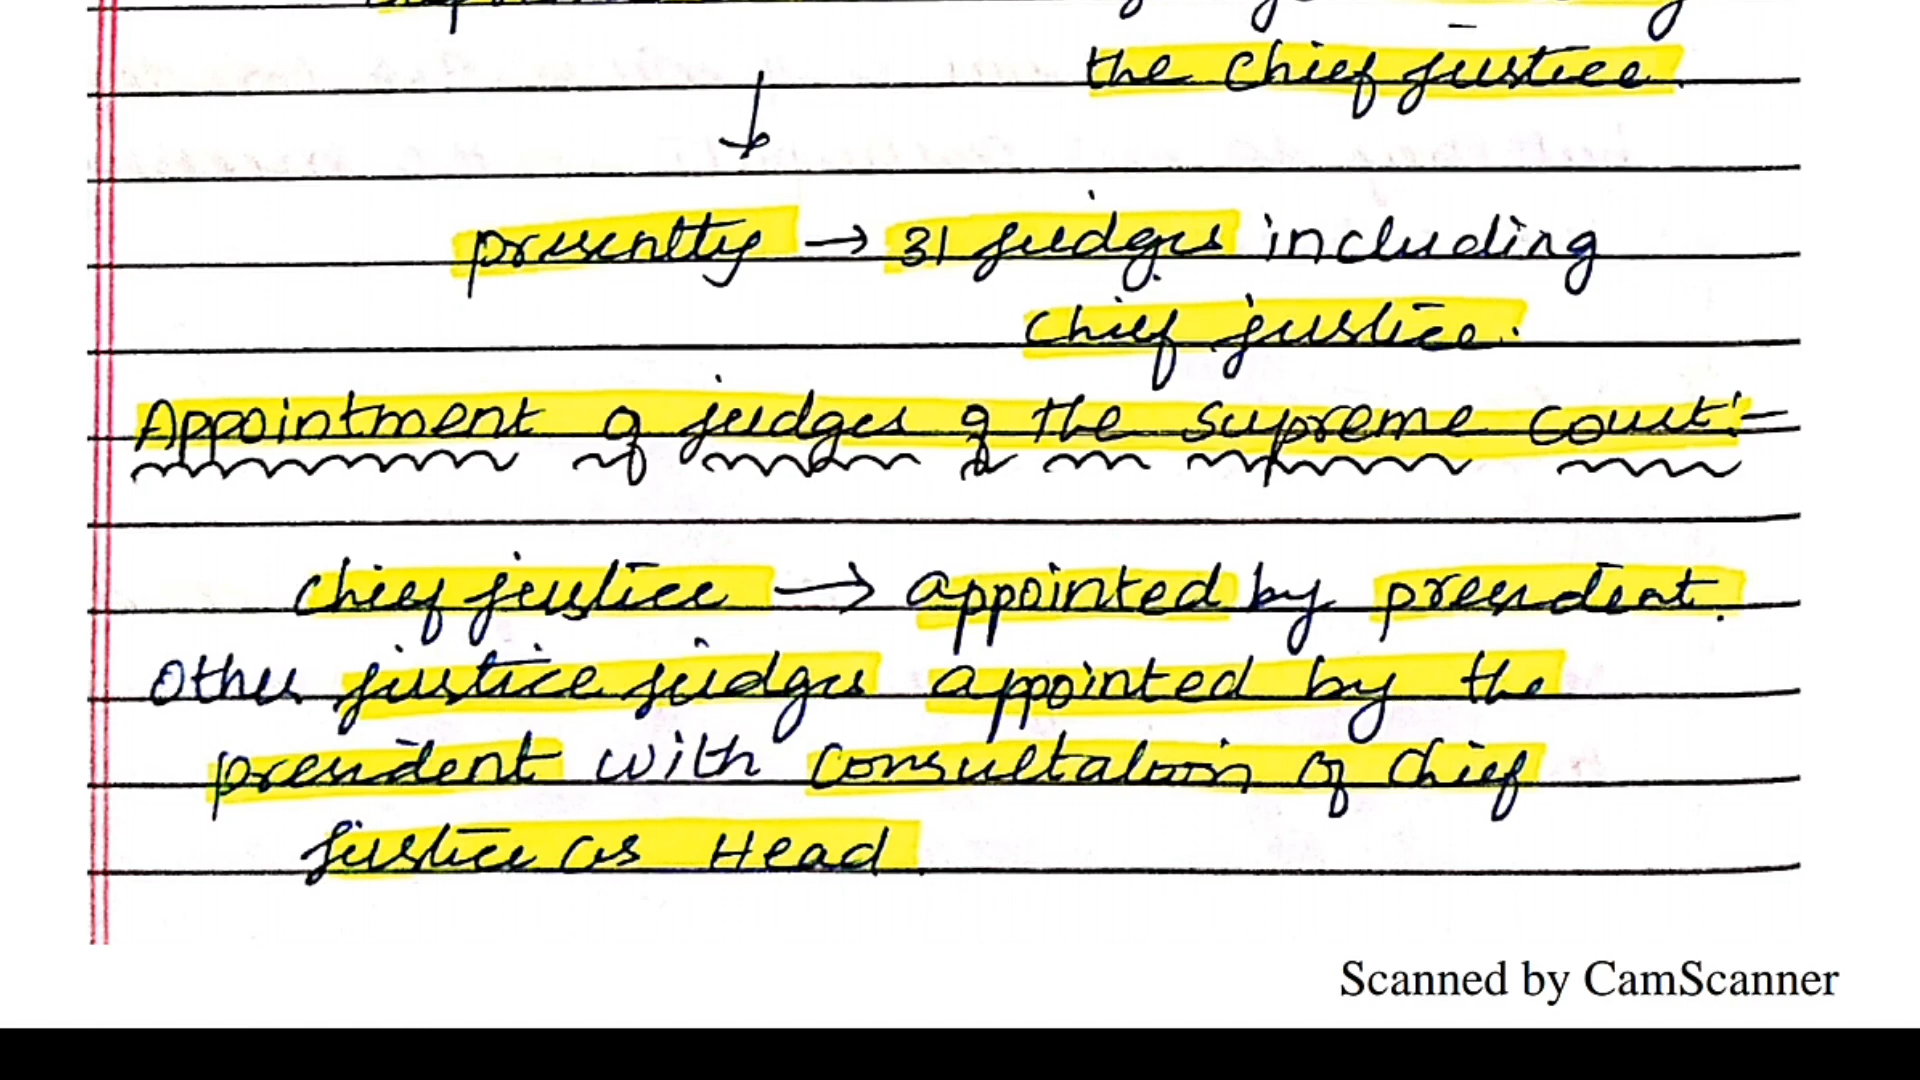 the chief justice.
↓
presently → 31 judges including
chief justice.
Appointment of judges of the supreme court :-
chief justice → appointed by president.
Other justice judges appointed by the
president with consultation of chief
justice as Head.
Scanned by CamScanner